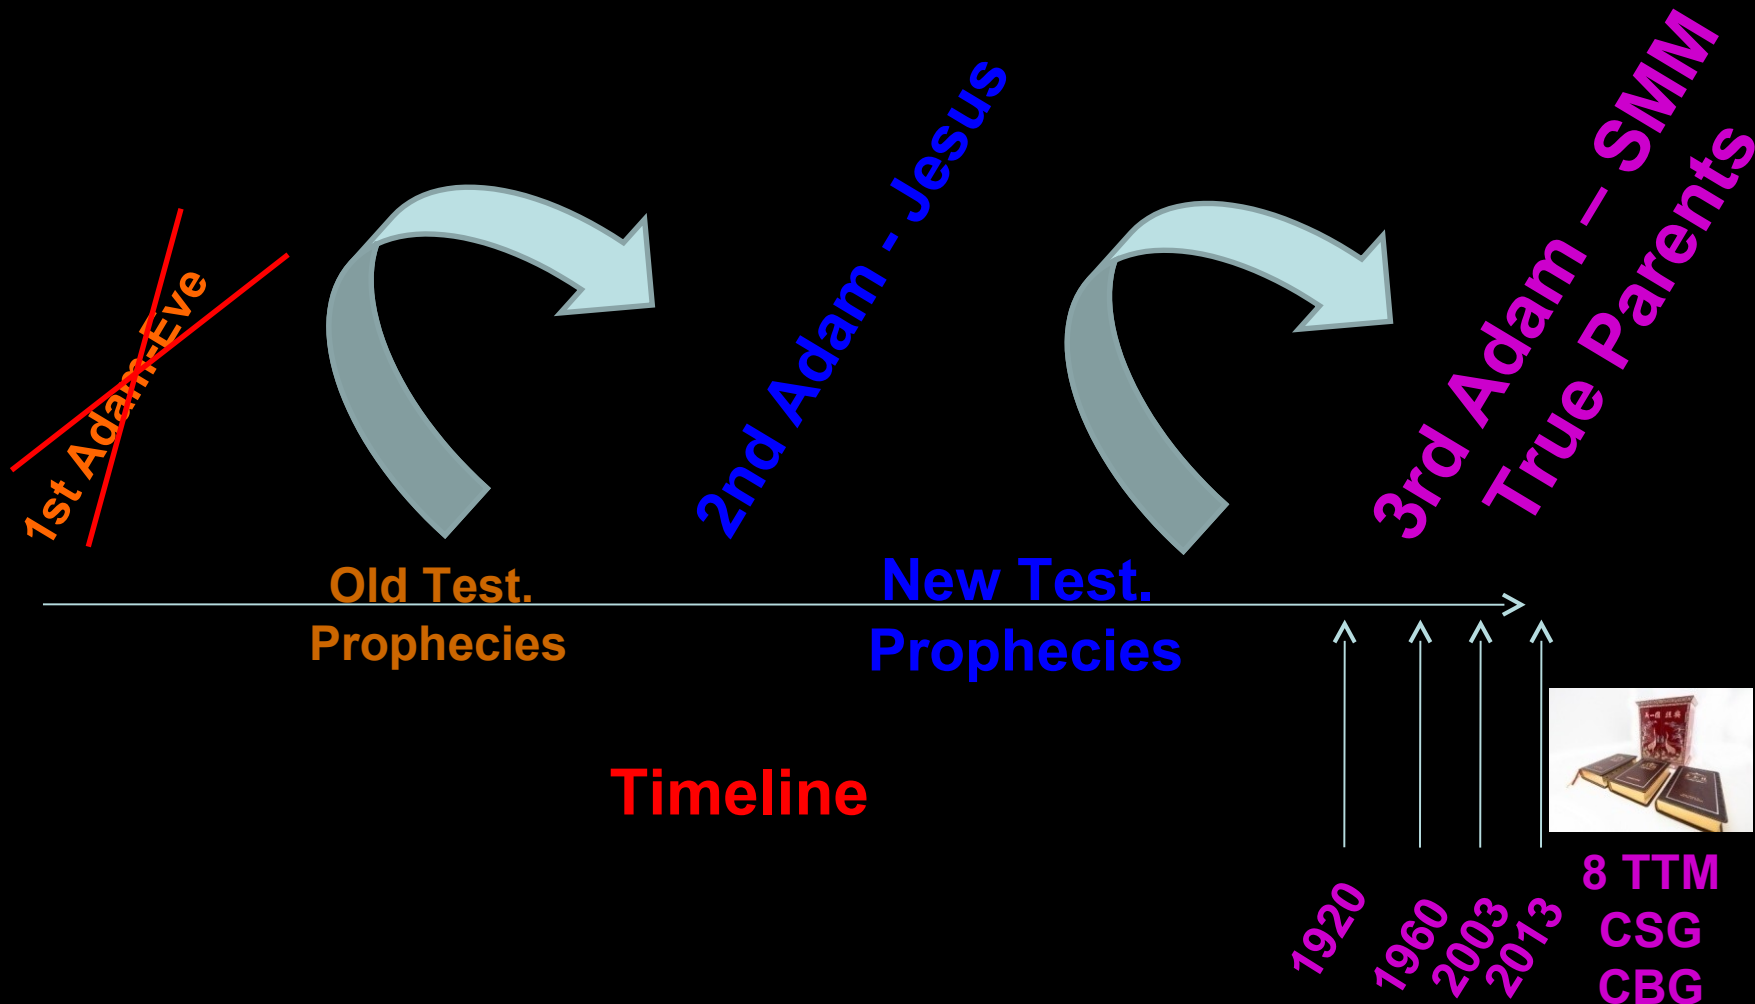 1st Adam-Eve
2nd Adam - Jesus
3rd Adam – SMM
True Parents
Old Test.
Prophecies
New Test.
Prophecies
Timeline
1920
1960
2003
2013
8 TTM
CSG
CBG